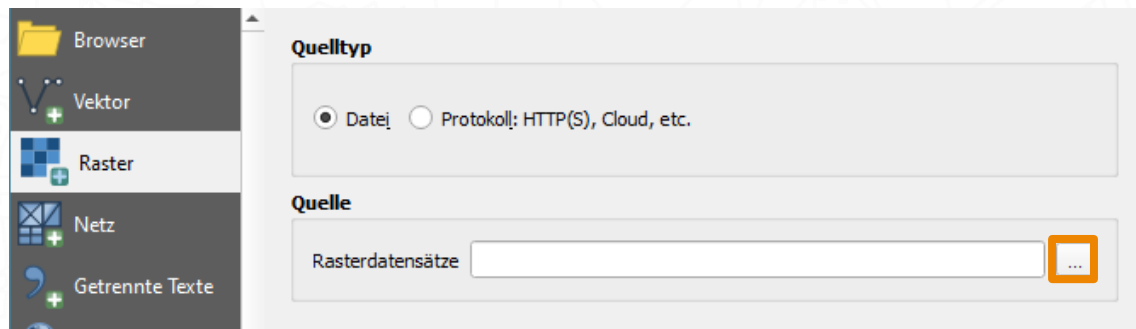 Browser
Vektor
Raster
Netz
Getrennte Texte
Quelltyp
Datei Protokoll: HTTP(S), Cloud, etc.
Quelle
Rasterdatensätze ...